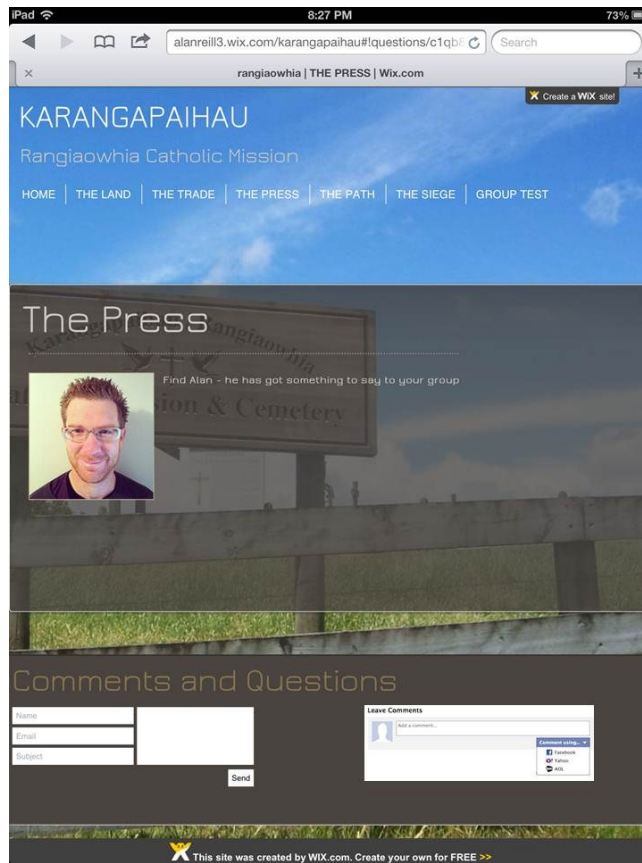 iPad
8:27 PM
73%
alanreill3.wix.com/karangapaihau#!questions/c1qb8
Search
rangiaowhia | THE PRESS | Wix.com
Create a WiX site!
KARANGAPAIHAU
Rangiaowhia Catholic Mission
HOME | THE LAND | THE TRADE | THE PRESS | THE PATH | THE SIEGE | GROUP TEST
The Press
Rangiaowhia
Find Alan - he has got something to say to your group
ion & Cemetery
Comments and Questions
Name
Email
Subject
Send
Leave Comments
Add a comment...
Comment using...
Facebook
Yahoo
AOL
This site was created by WIX.com. Create your own for FREE >>